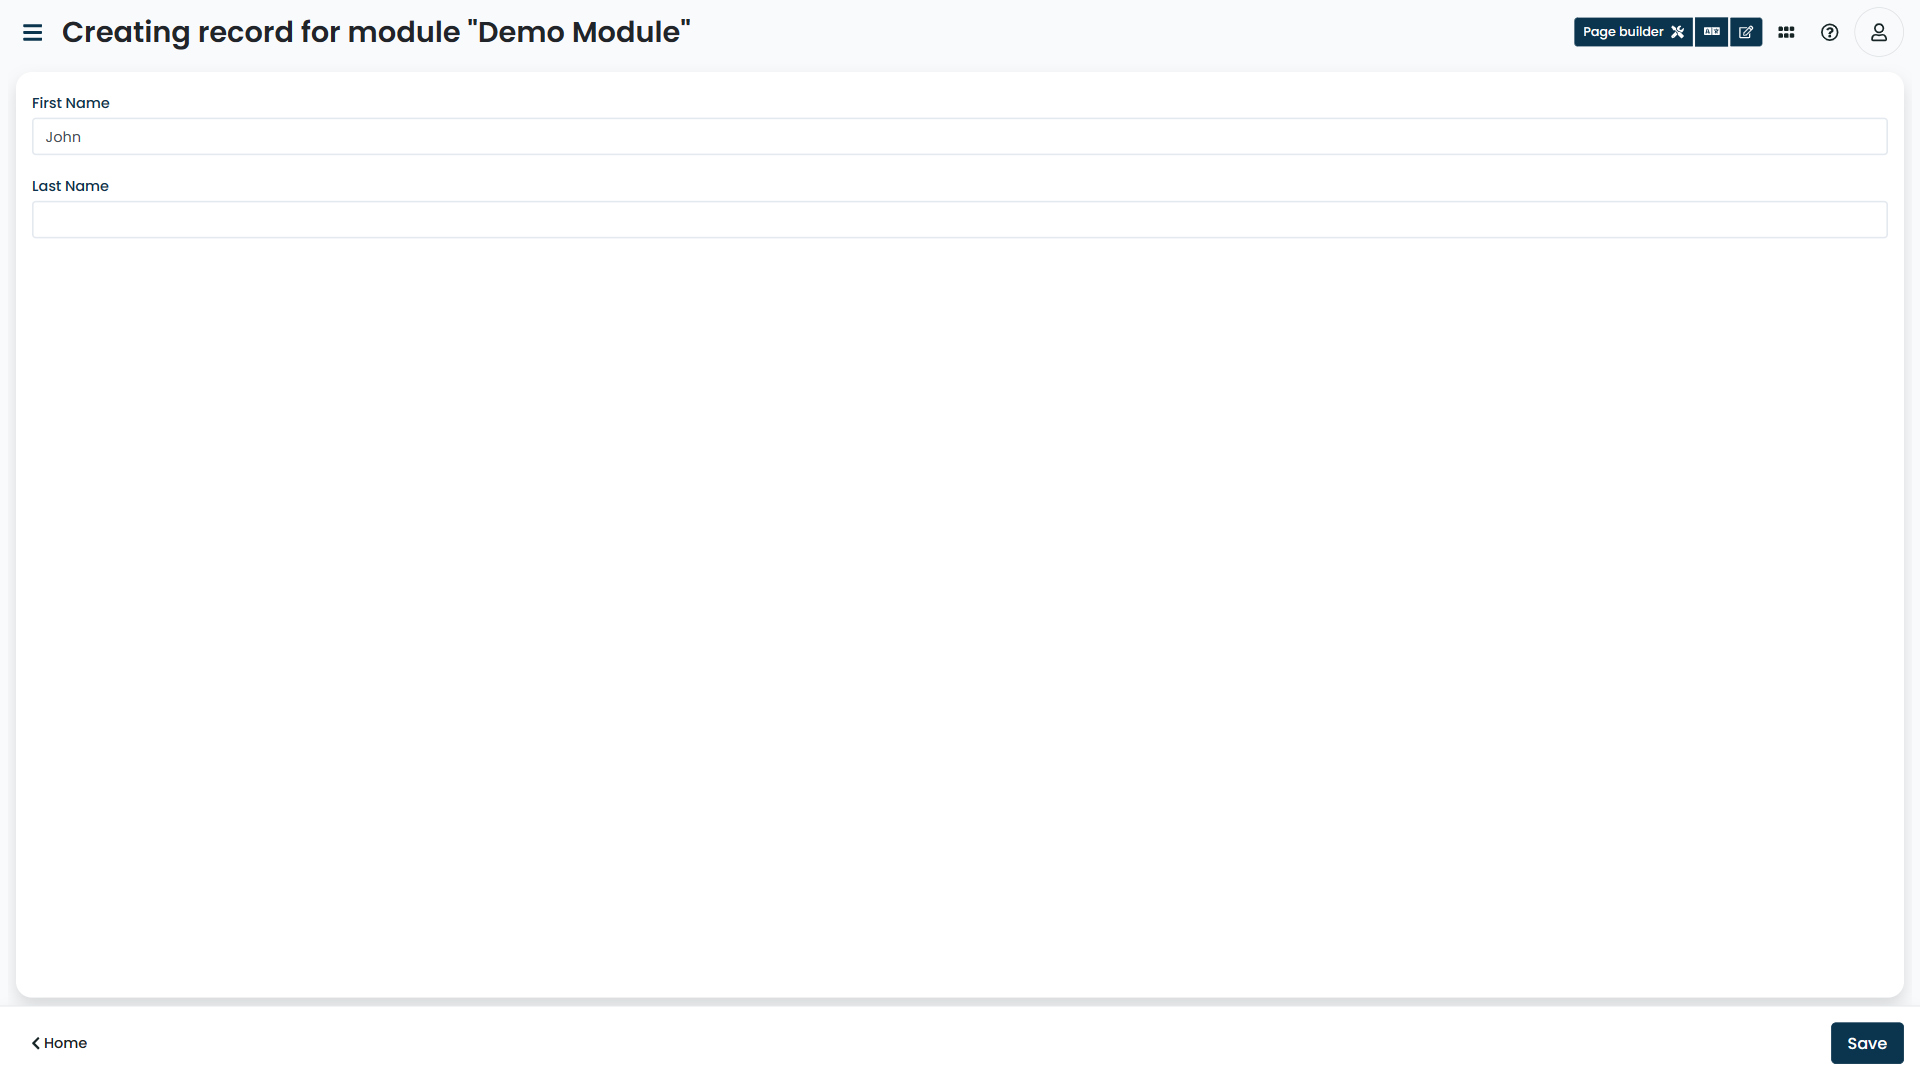 Creating record for module "Demo Module"
Page builder
First Name
John
Last Name
Home
Save